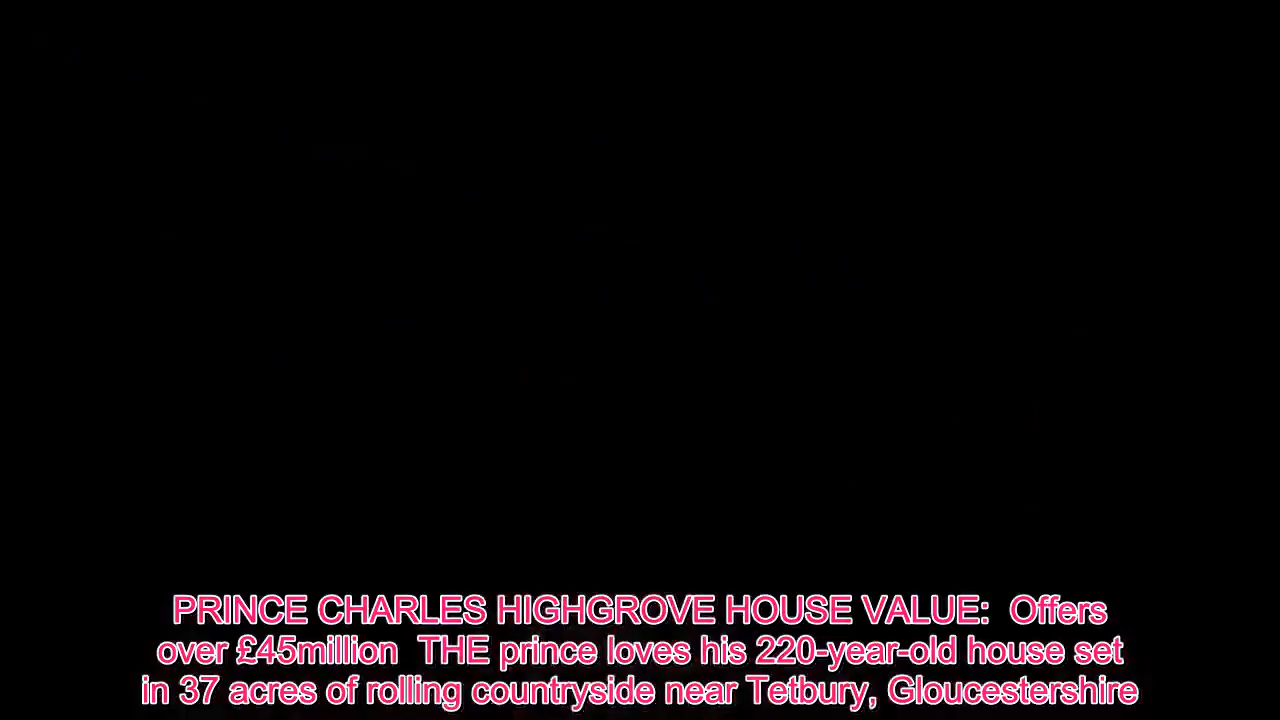 PRINCE CHARLES HIGHGROVE HOUSE VALUE:  Offers
over £45million  THE prince loves his 220-year-old house set
in 37 acres of rolling countryside near Tetbury, Gloucestershire